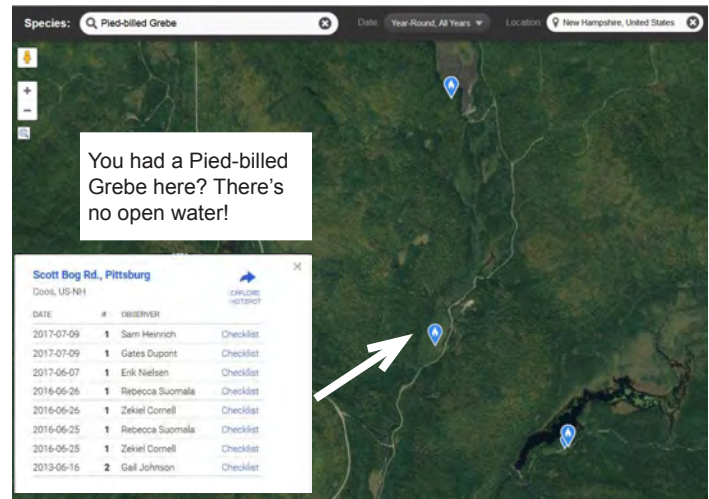 Species: Pied-billed Grebe Date: Year-Round, All Years Location: New Hampshire, United States
+
−
You had a Pied-billed
Grebe here? There’s
no open water!
Scott Bog Rd., Pittsburg
Coos, US-NH
EXPLORE
HOTSPOT
DATE # OBSERVER
2017-07-09 1 Sam Heinrich Checklist
2017-07-09 1 Gates Dupont Checklist
2017-06-07 1 Erik Nielsen Checklist
2016-06-26 1 Rebecca Suomala Checklist
2016-06-26 1 Zekiel Cornell Checklist
2016-06-25 1 Rebecca Suomala Checklist
2016-06-25 1 Zekiel Cornell Checklist
2013-06-16 2 Gail Johnson Checklist